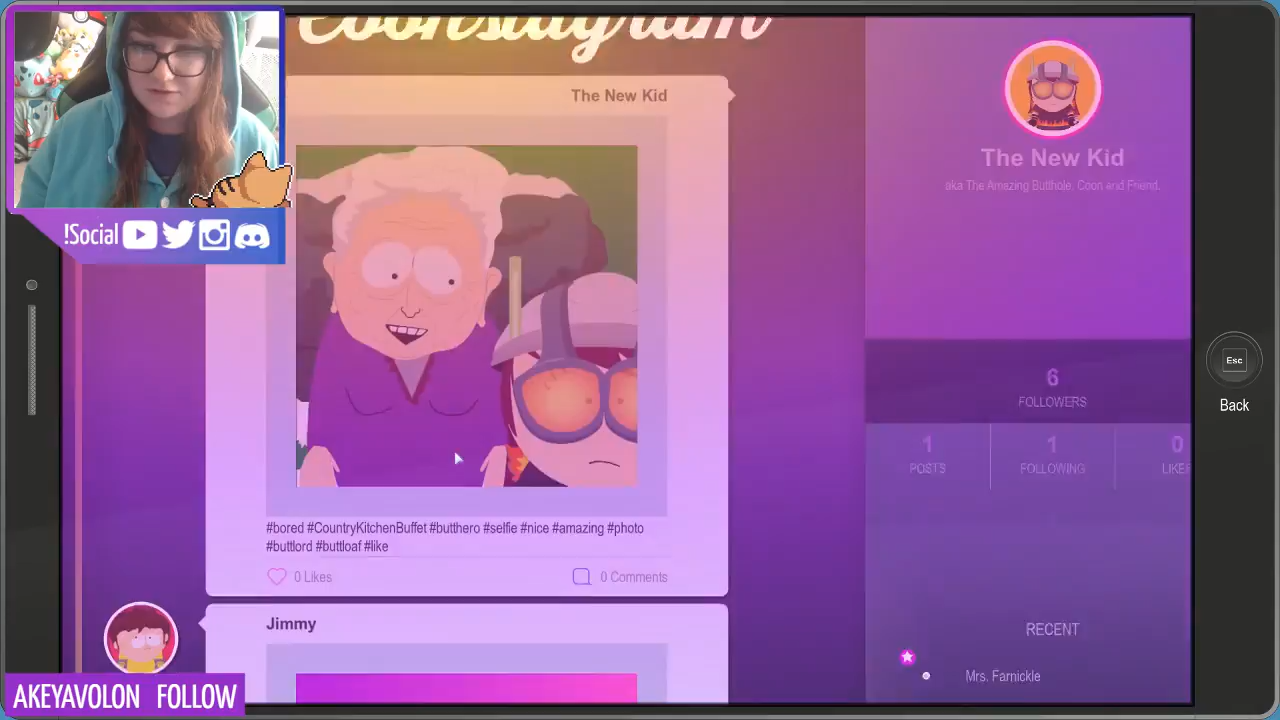 Coonstagram
The New Kid
The New Kid
aka The Amazing Butthole, Coon and Friend.
!Social
6
FOLLOWERS
Esc
Back
1
POSTS
1
FOLLOWING
0
LIKE
#bored #CountryKitchenBuffet #butthero #selfie #nice #amazing #photo
#buttlord #buttloaf #like
0 Likes
0 Comments
Jimmy
RECENT
Mrs. Farnickle
AKEYAVOLON FOLLOW